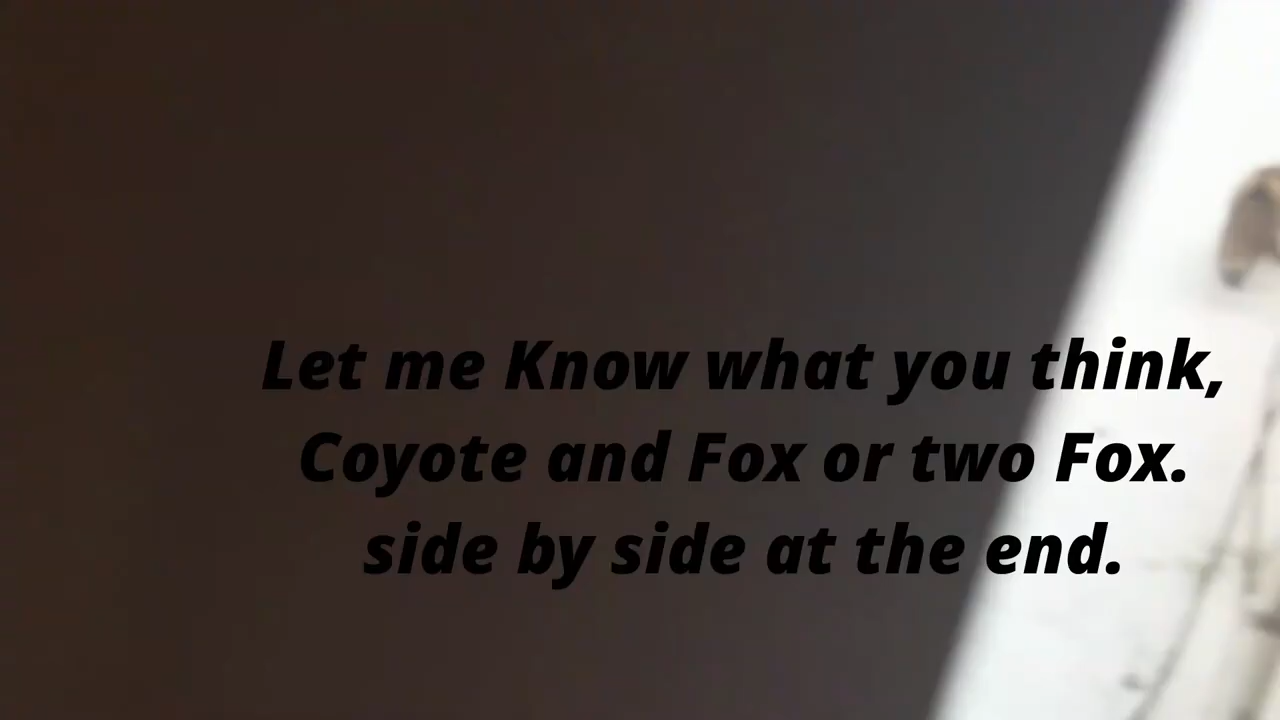 Let me Know what you think,
Coyote and Fox or two Fox.
side by side at the end.